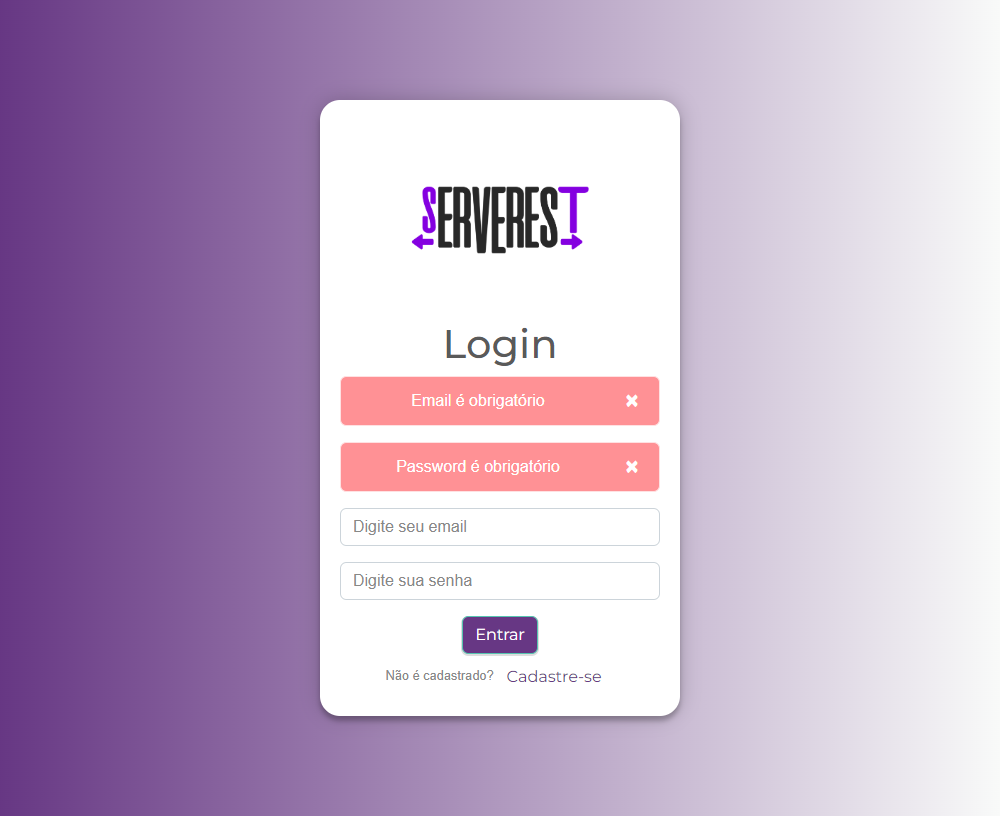 SERVEREST
Login
Email é obrigatório
Password é obrigatório
Digite seu email
Digite sua senha
Entrar
Não é cadastrado? Cadastre-se